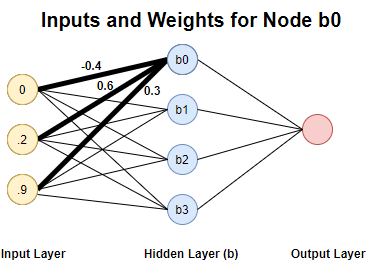 Inputs and Weights for Node b0
-0.4
0.6
0.3
0
.2
.9
b0
b1
b2
b3
Input Layer
Hidden Layer (b)
Output Layer